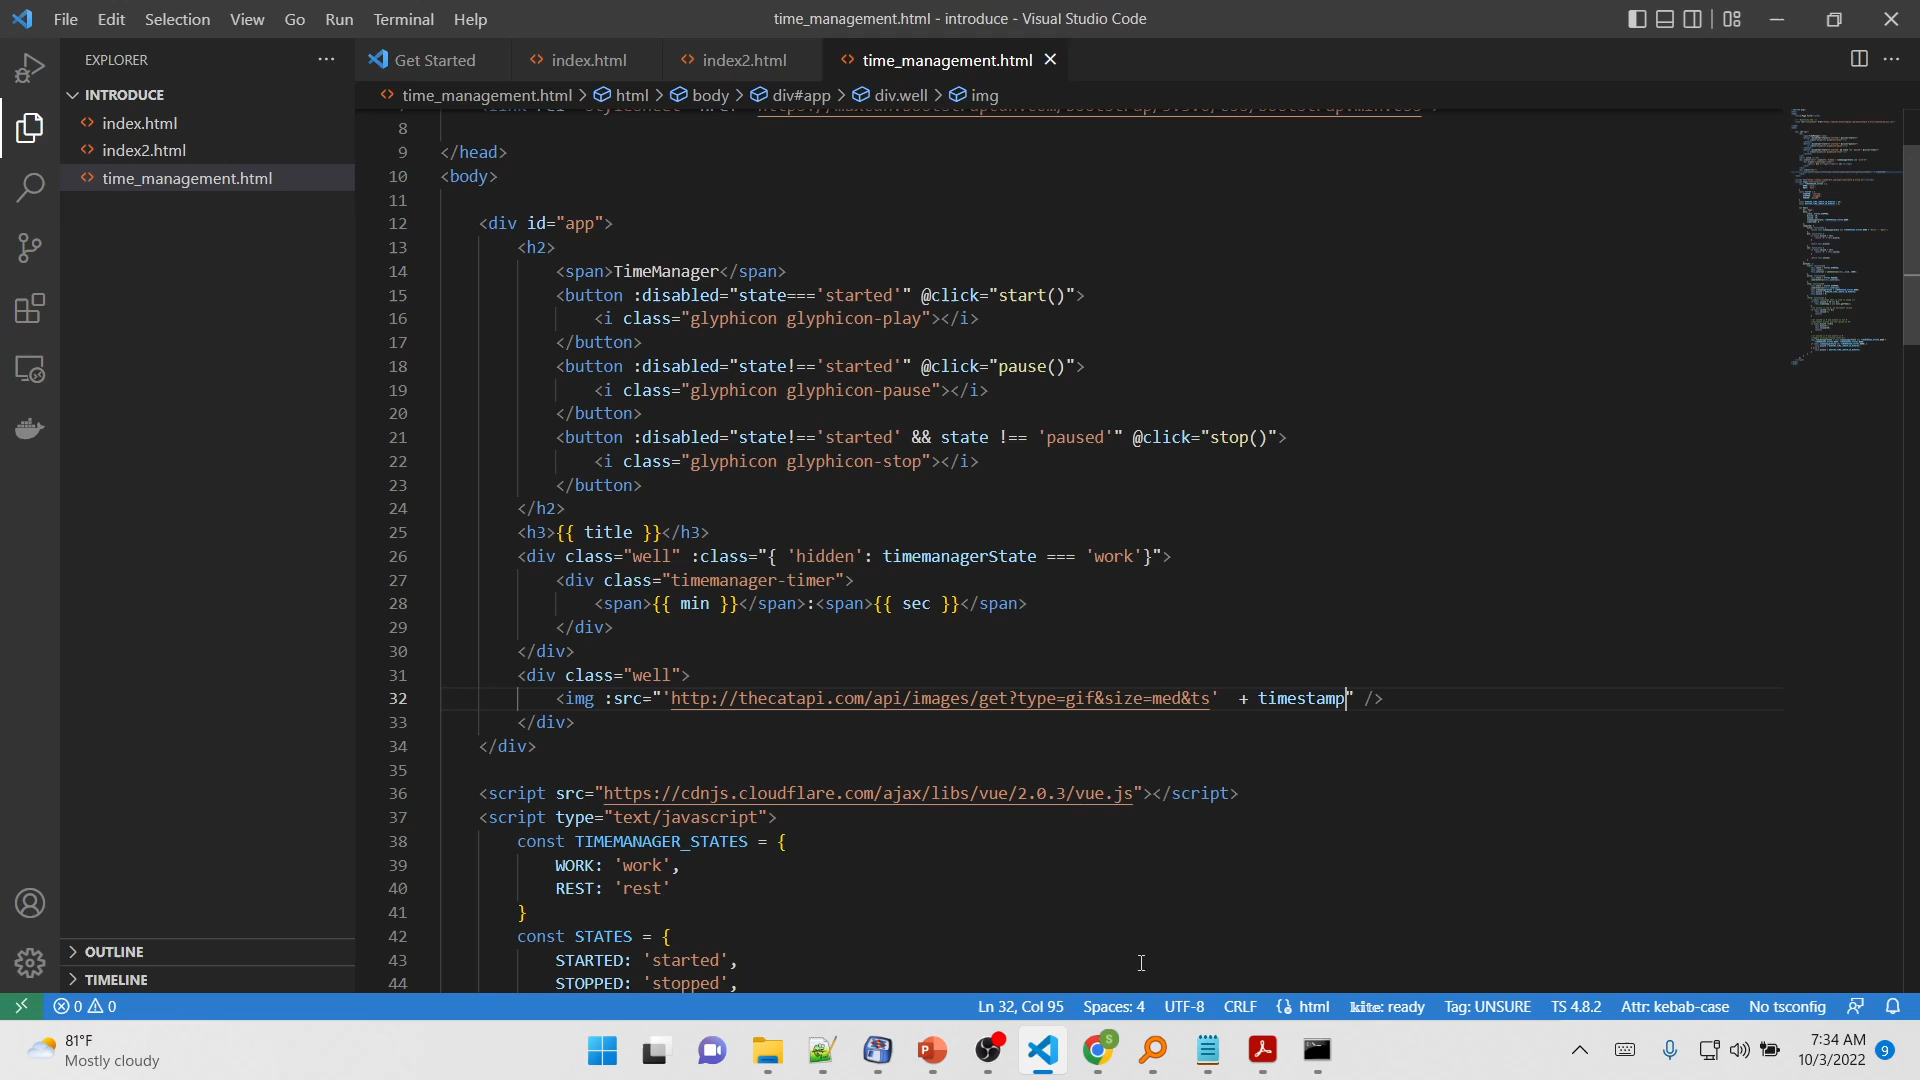 File Edit Selection View Go Run Terminal Help
time_management.html - introduce - Visual Studio Code
EXPLORER
INTRODUCE
index.html
index2.html
time_management.html
OUTLINE
TIMELINE
Get Started index.html index2.html time_management.html
time_management.html > html > body > div#app > div.well > img
8
9 </head>
10 <body>
11
12 <div id="app">
13 <h2>
14 <span>TimeManager</span>
15 <button :disabled="state==='started'" @click="start()">
16 <i class="glyphicon glyphicon-play"></i>
17 </button>
18 <button :disabled="state!=='started'" @click="pause()">
19 <i class="glyphicon glyphicon-pause"></i>
20 </button>
21 <button :disabled="state!=='started' && state !== 'paused'" @click="stop()">
22 <i class="glyphicon glyphicon-stop"></i>
23 </button>
24 </h2>
25 <h3>{{ title }}</h3>
26 <div class="well" :class="{ 'hidden': timemanagerState === 'work'}">
27 <div class="timemanager-timer">
28 <span>{{ min }}</span>:<span>{{ sec }}</span>
29 </div>
30 </div>
31 <div class="well">
32 <img :src="'http://thecatapi.com/api/images/get?type=gif&size=med&ts' + timestamp" />
33 </div>
34 </div>
35
36 <script src="https://cdnjs.cloudflare.com/ajax/libs/vue/2.0.3/vue.js"></script>
37 <script type="text/javascript">
38 const TIMEMANAGER_STATES = {
39 WORK: 'work',
40 REST: 'rest'
41 }
42 const STATES = {
43 STARTED: 'started',
44 STOPPED: 'stopped',
0 0 Ln 32, Col 95 Spaces: 4 UTF-8 CRLF html kite: ready Tag: UNSURE TS 4.8.2 Attr: kebab-case No tsconfig
81°F
Mostly cloudy
7:34 AM
10/3/2022 9